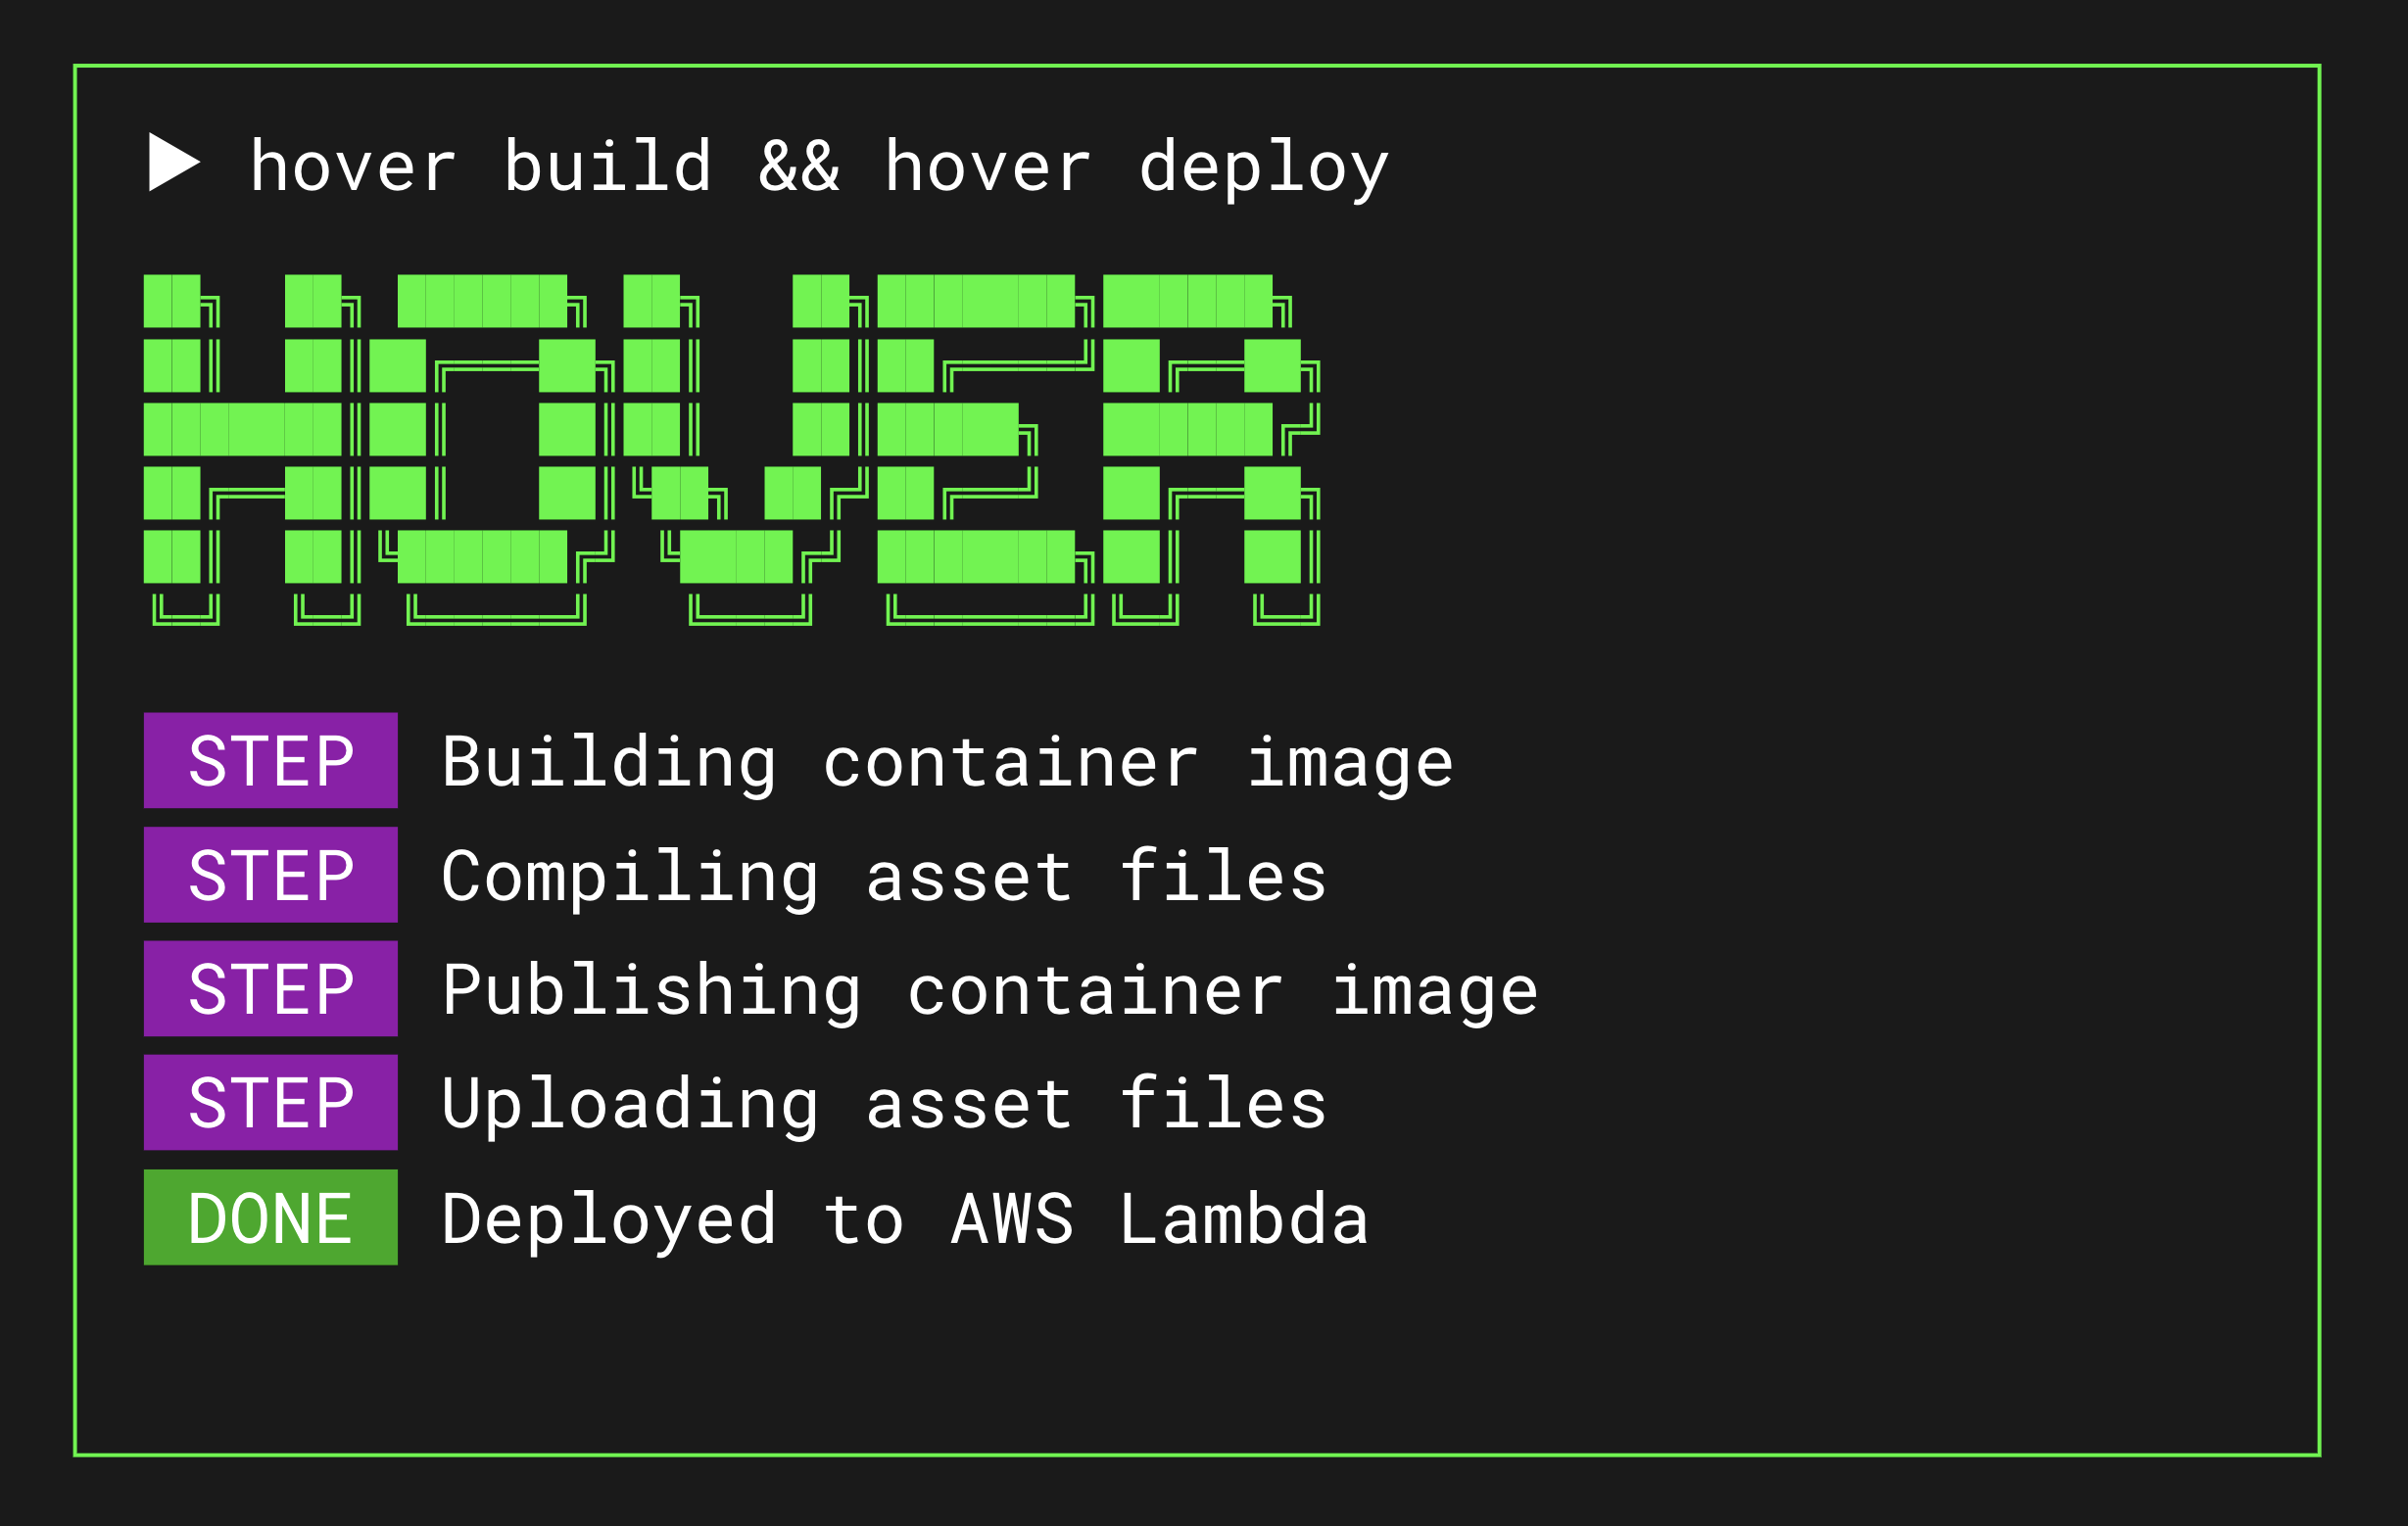 ▶ hover build && hover deploy
HOVER
STEP Building container image
STEP Compiling asset files
STEP Publishing container image
STEP Uploading asset files
DONE Deployed to AWS Lambda